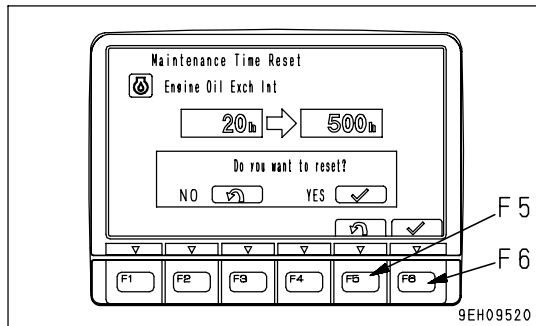 Maintenance Time Reset
Engine Oil Exch Int
20h 500h
Do you want to reset?
NO YES
F5
F6
F1 F2 F3 F4 F5 F6
9EH09520